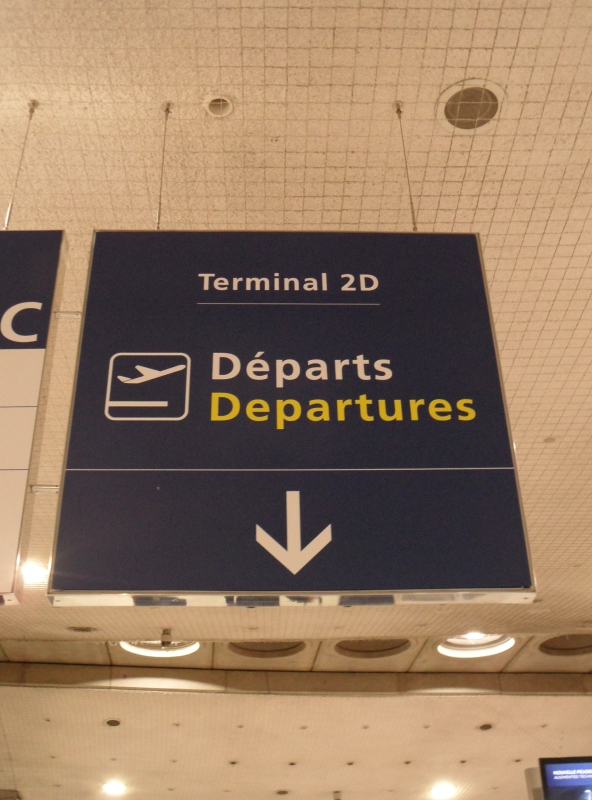 C
Terminal 2D
Départs
Departures